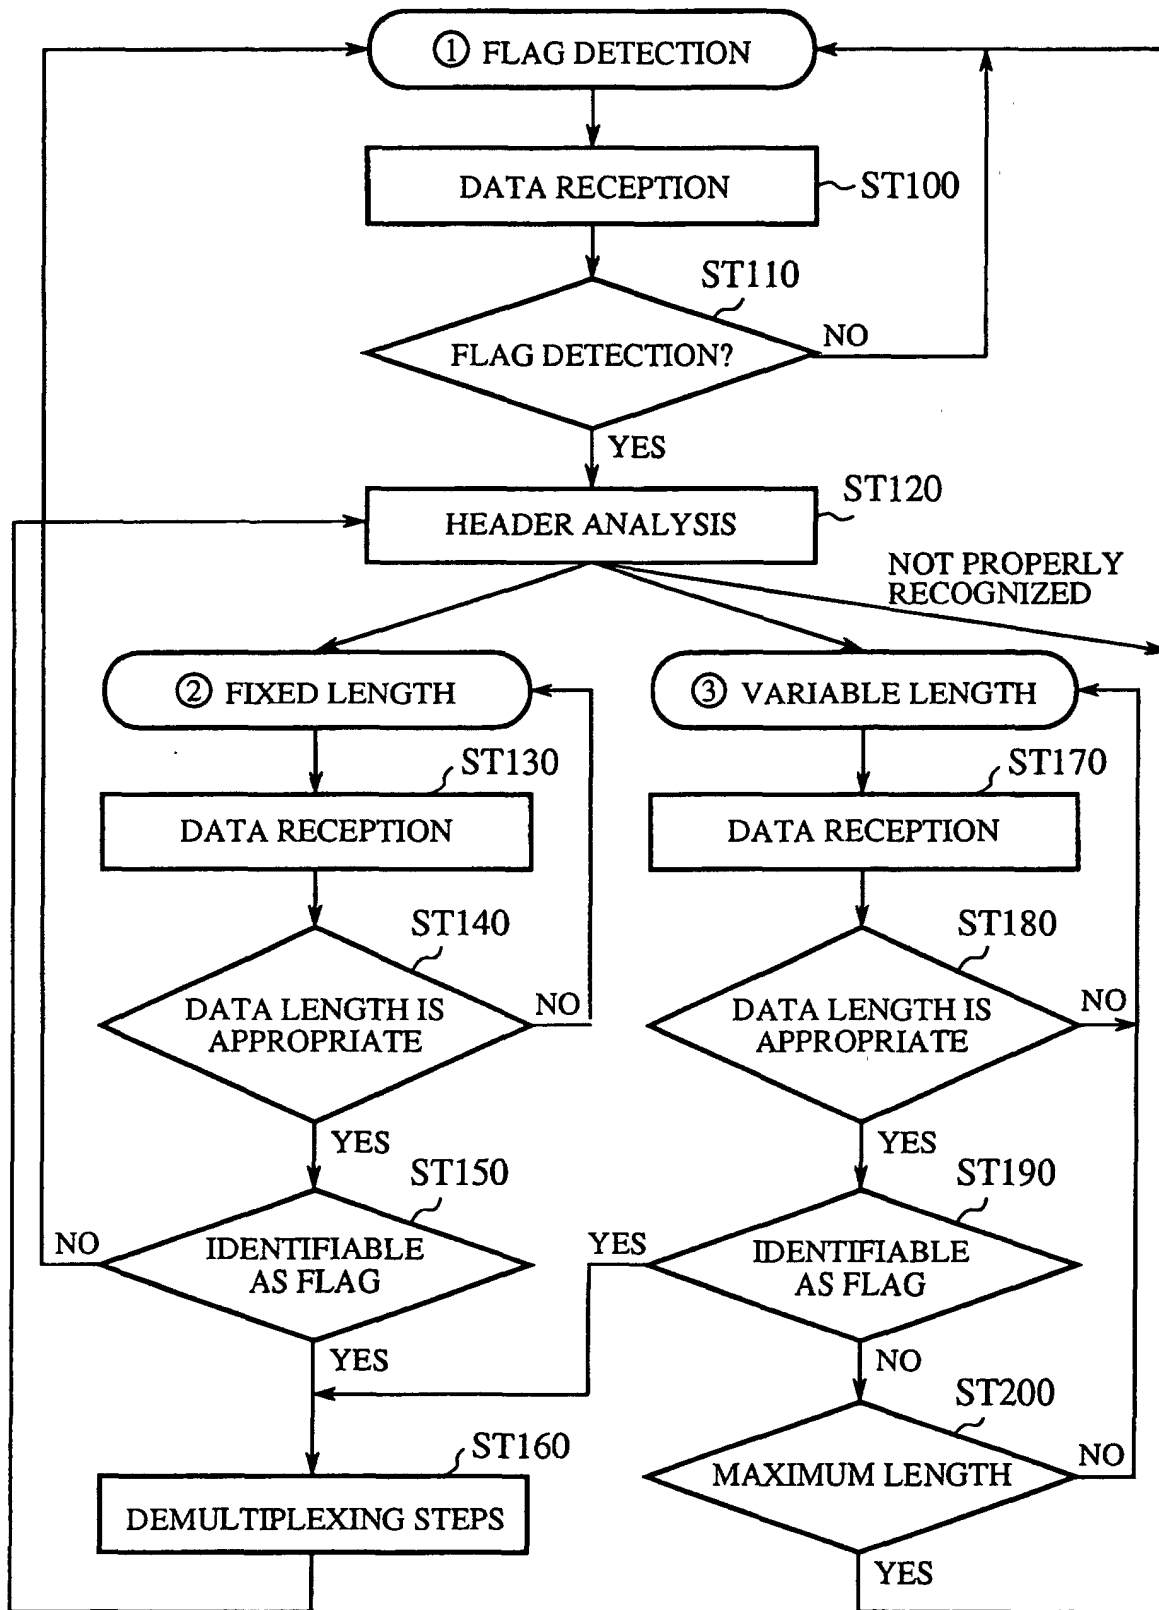 ① FLAG DETECTION
DATA RECEPTION
ST100
ST110
FLAG DETECTION?
NO
YES
ST120
HEADER ANALYSIS
NOT PROPERLY
RECOGNIZED
② FIXED LENGTH
③ VARIABLE LENGTH
ST130
ST170
DATA RECEPTION
DATA RECEPTION
ST140
ST180
DATA LENGTH IS
APPROPRIATE
NO
DATA LENGTH IS
APPROPRIATE
NO
YES
YES
ST150
ST190
NO
IDENTIFIABLE
AS FLAG
YES
IDENTIFIABLE
AS FLAG
YES
NO
ST200
ST160
MAXIMUM LENGTH
NO
DEMULTIPLEXING STEPS
YES